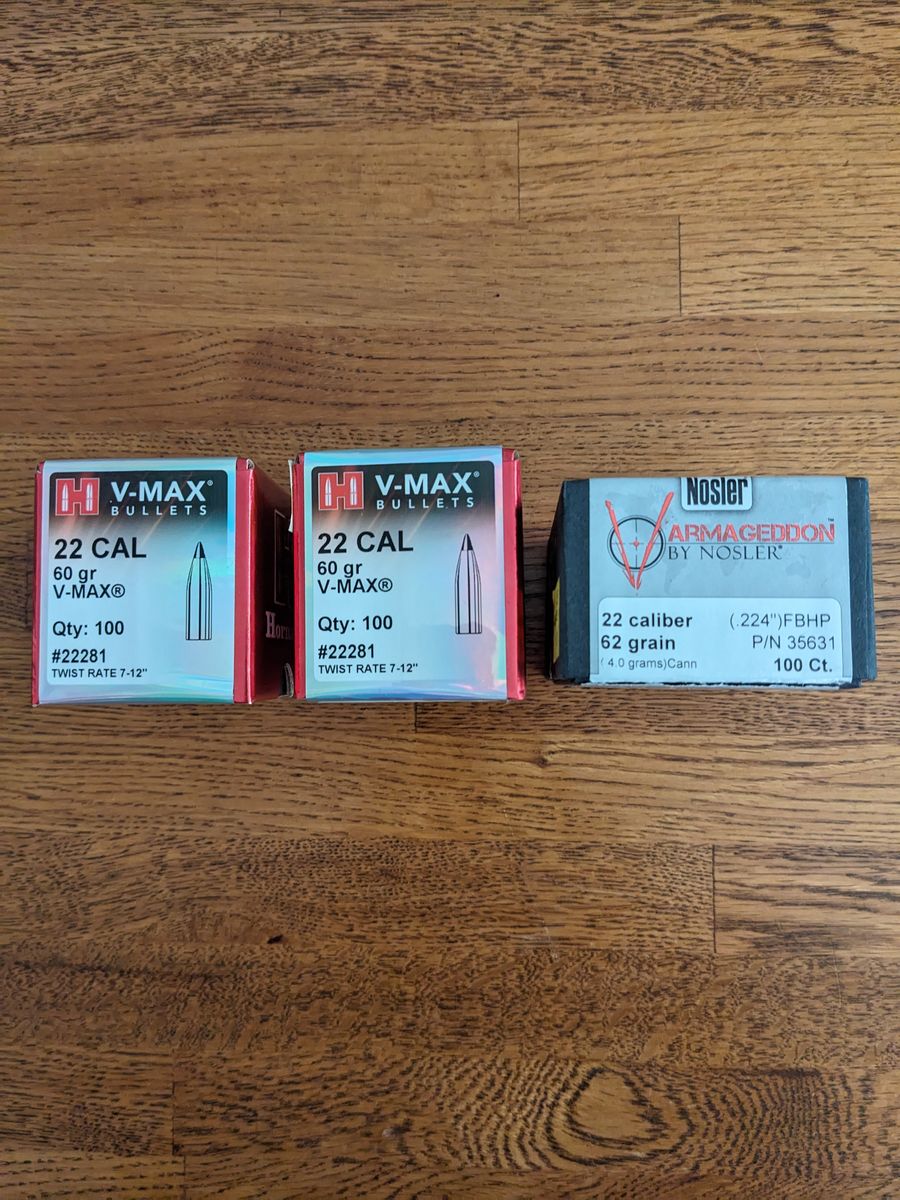 V-MAX®
BULLETS
22 CAL
60 gr
V-MAX®
Qty: 100
#22281
TWIST RATE 7-12"
V-MAX®
BULLETS
22 CAL
60 gr
V-MAX®
Qty: 100
#22281
TWIST RATE 7-12"
Nosler
VARMAGEDDON™
BY NOSLER®
22 caliber (.224")FBHP
62 grain P/N 35631
( 4.0 grams)Cann 100 Ct.